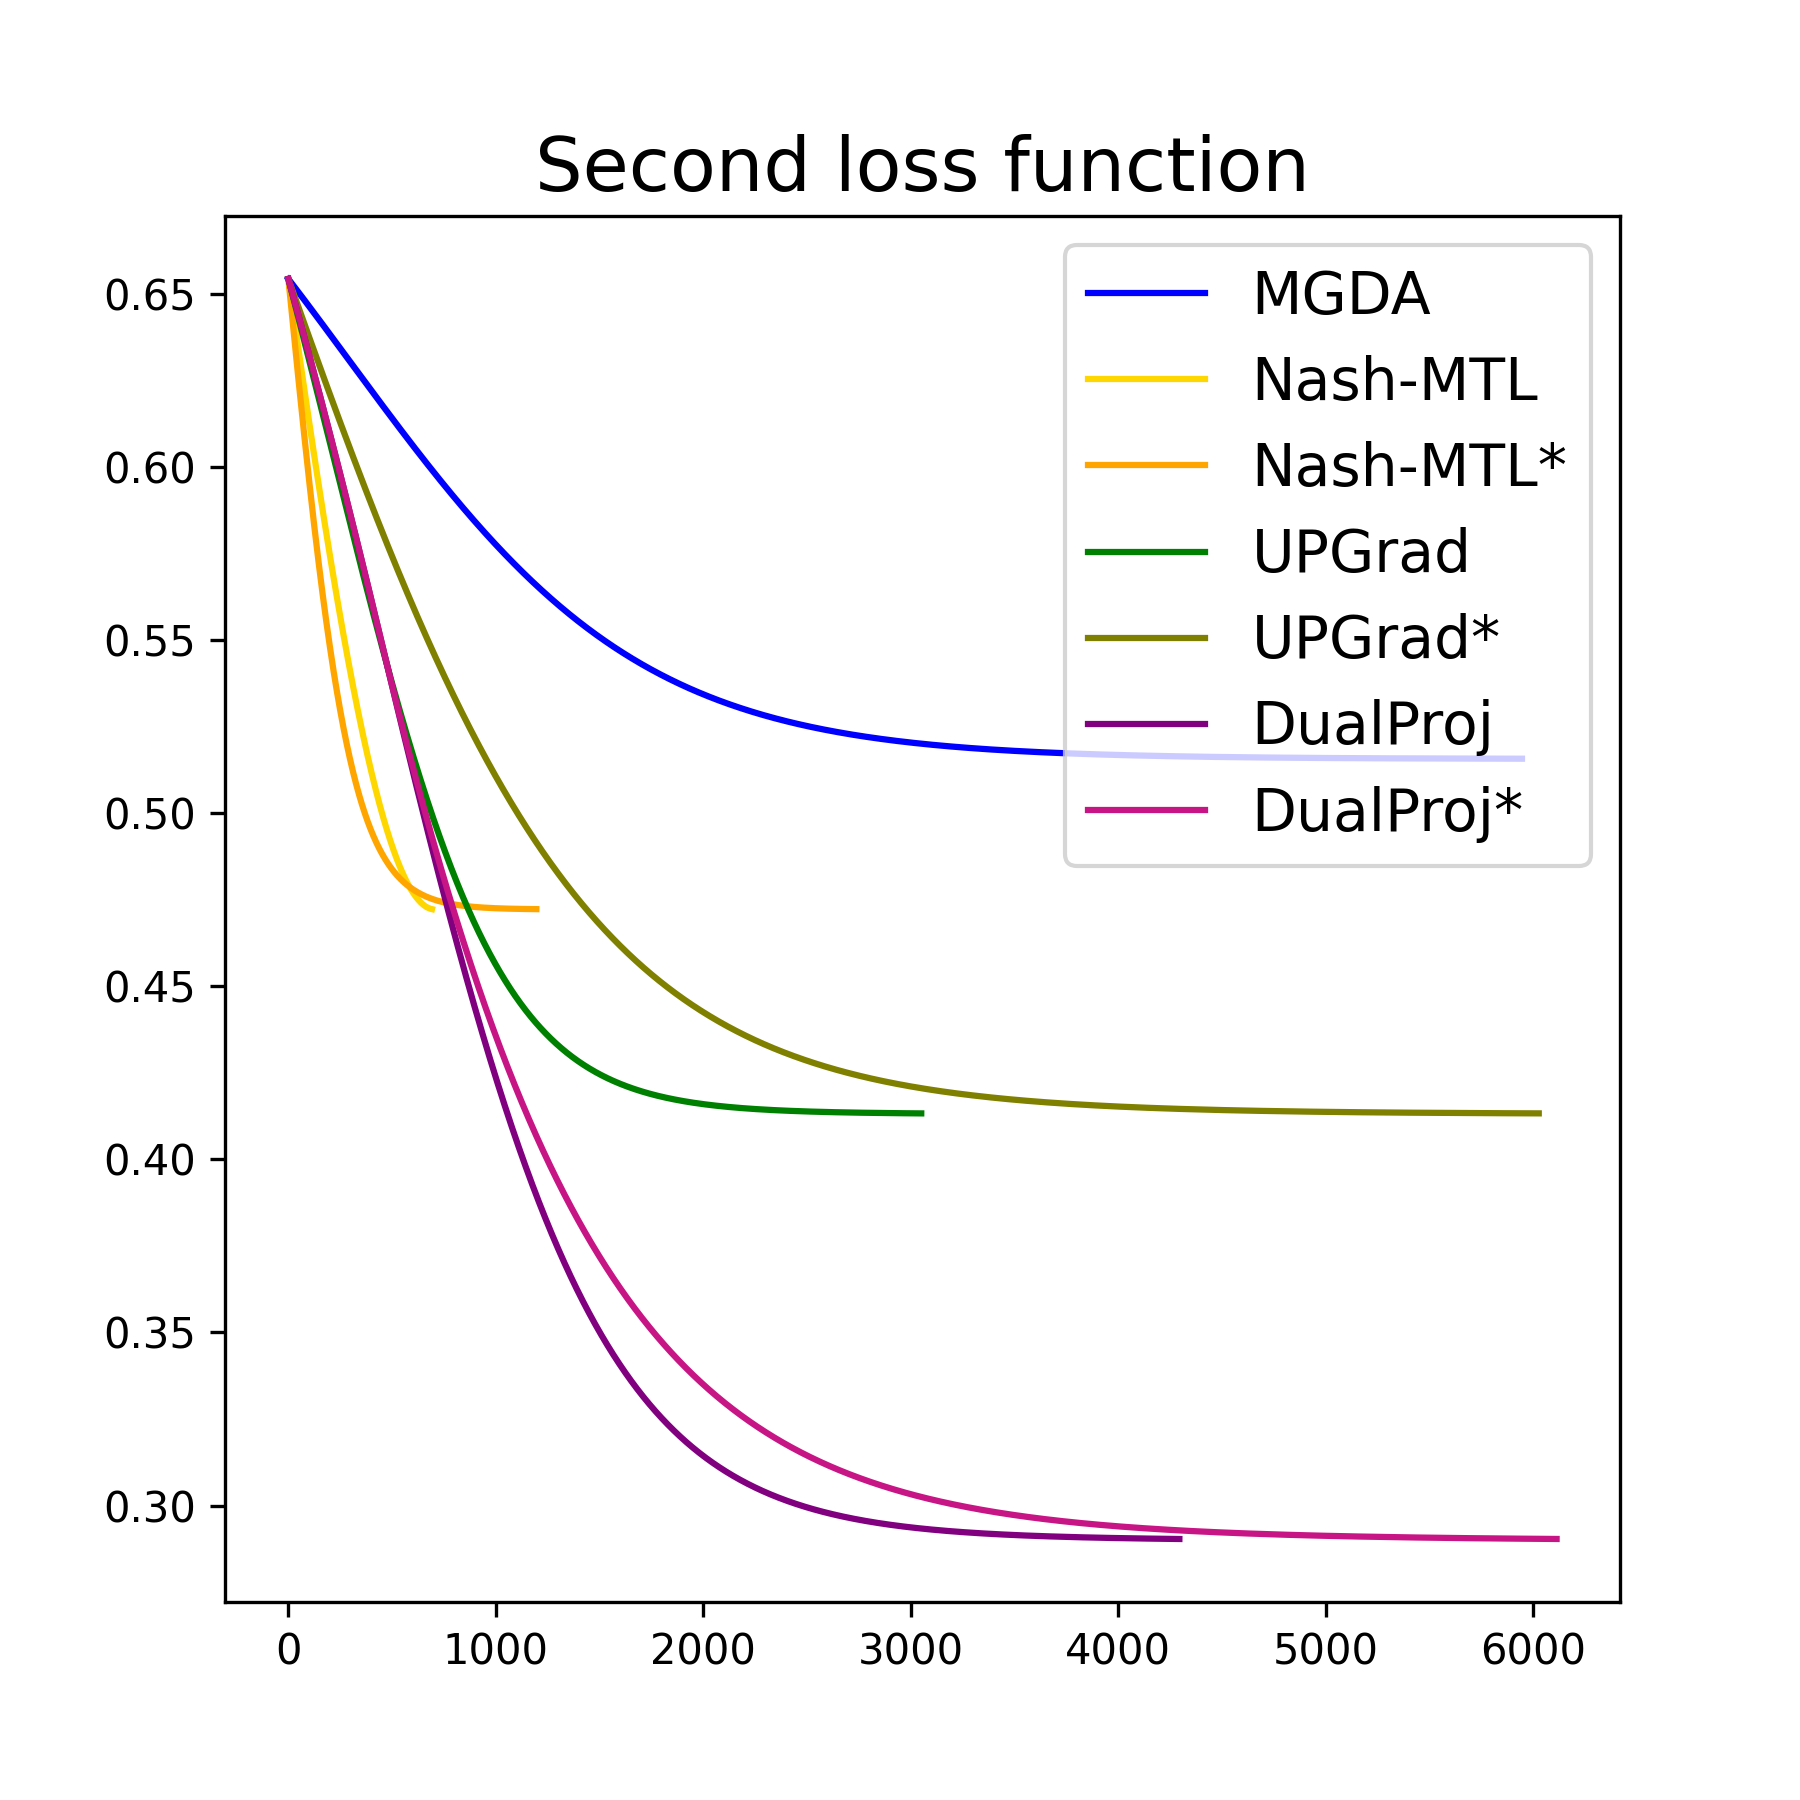 Second loss function
MGDA
Nash-MTL
Nash-MTL*
UPGrad
UPGrad*
DualProj
DualProj*
0.65
0.60
0.55
0.50
0.45
0.40
0.35
0.30
0 1000 2000 3000 4000 5000 6000